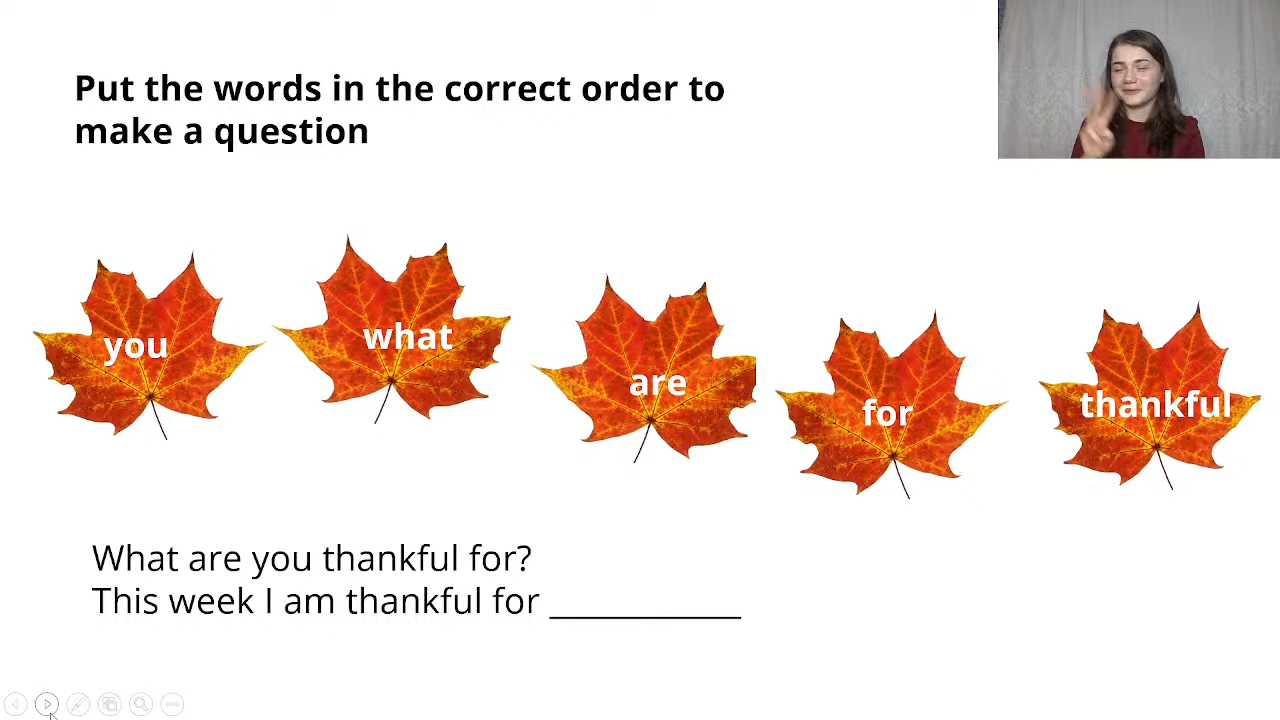 Put the words in the correct order to
make a question
you
what
are
for
thankful
What are you thankful for?
This week I am thankful for ___________